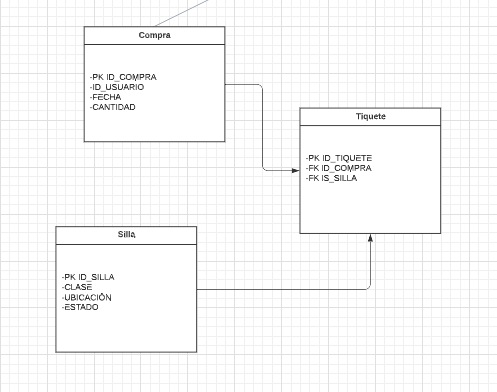 Compra
-PK ID_COMPRA
-ID_USUARIO
-FECHA
-CANTIDAD
Tiquete
-PK ID_TIQUETE
-FK ID_COMPRA
-FK IS_SILLA
Silla
-PK ID_SILLA
-CLASE
-UBICACIÓN
-ESTADO